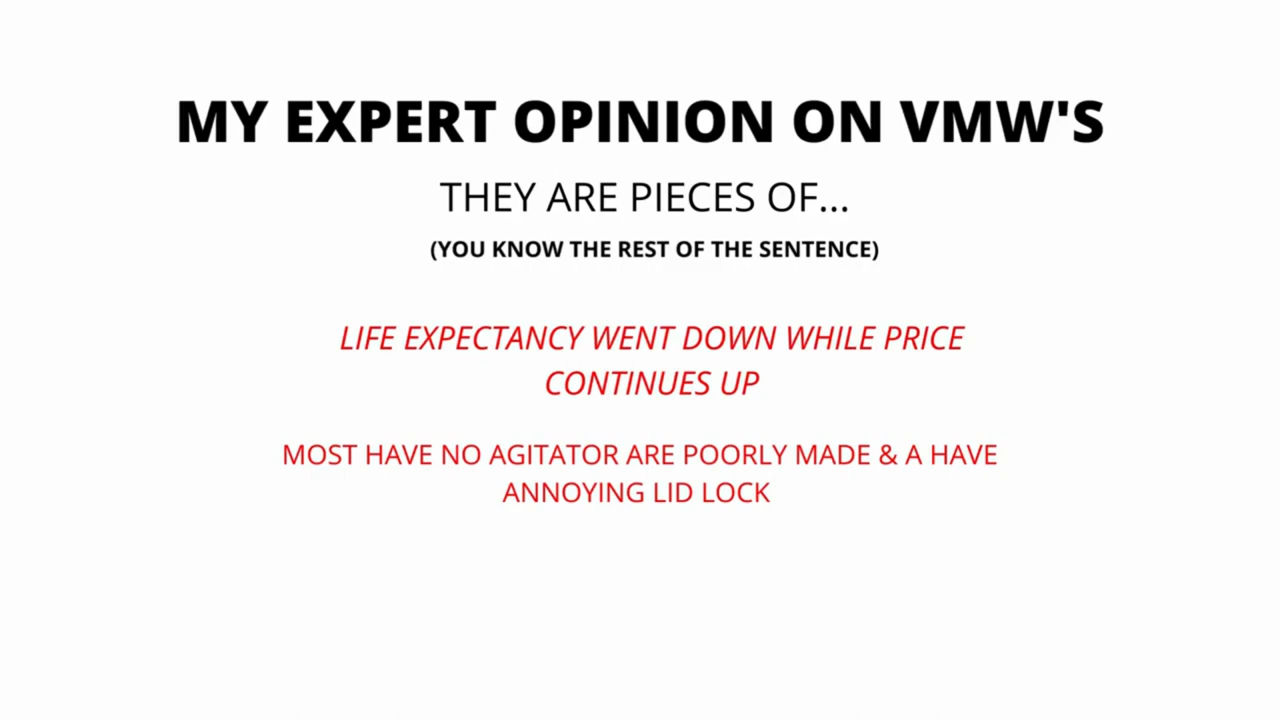 MY EXPERT OPINION ON VMW'S
THEY ARE PIECES OF...
(YOU KNOW THE REST OF THE SENTENCE)
LIFE EXPECTANCY WENT DOWN WHILE PRICE
CONTINUES UP
MOST HAVE NO AGITATOR ARE POORLY MADE & A HAVE
ANNOYING LID LOCK